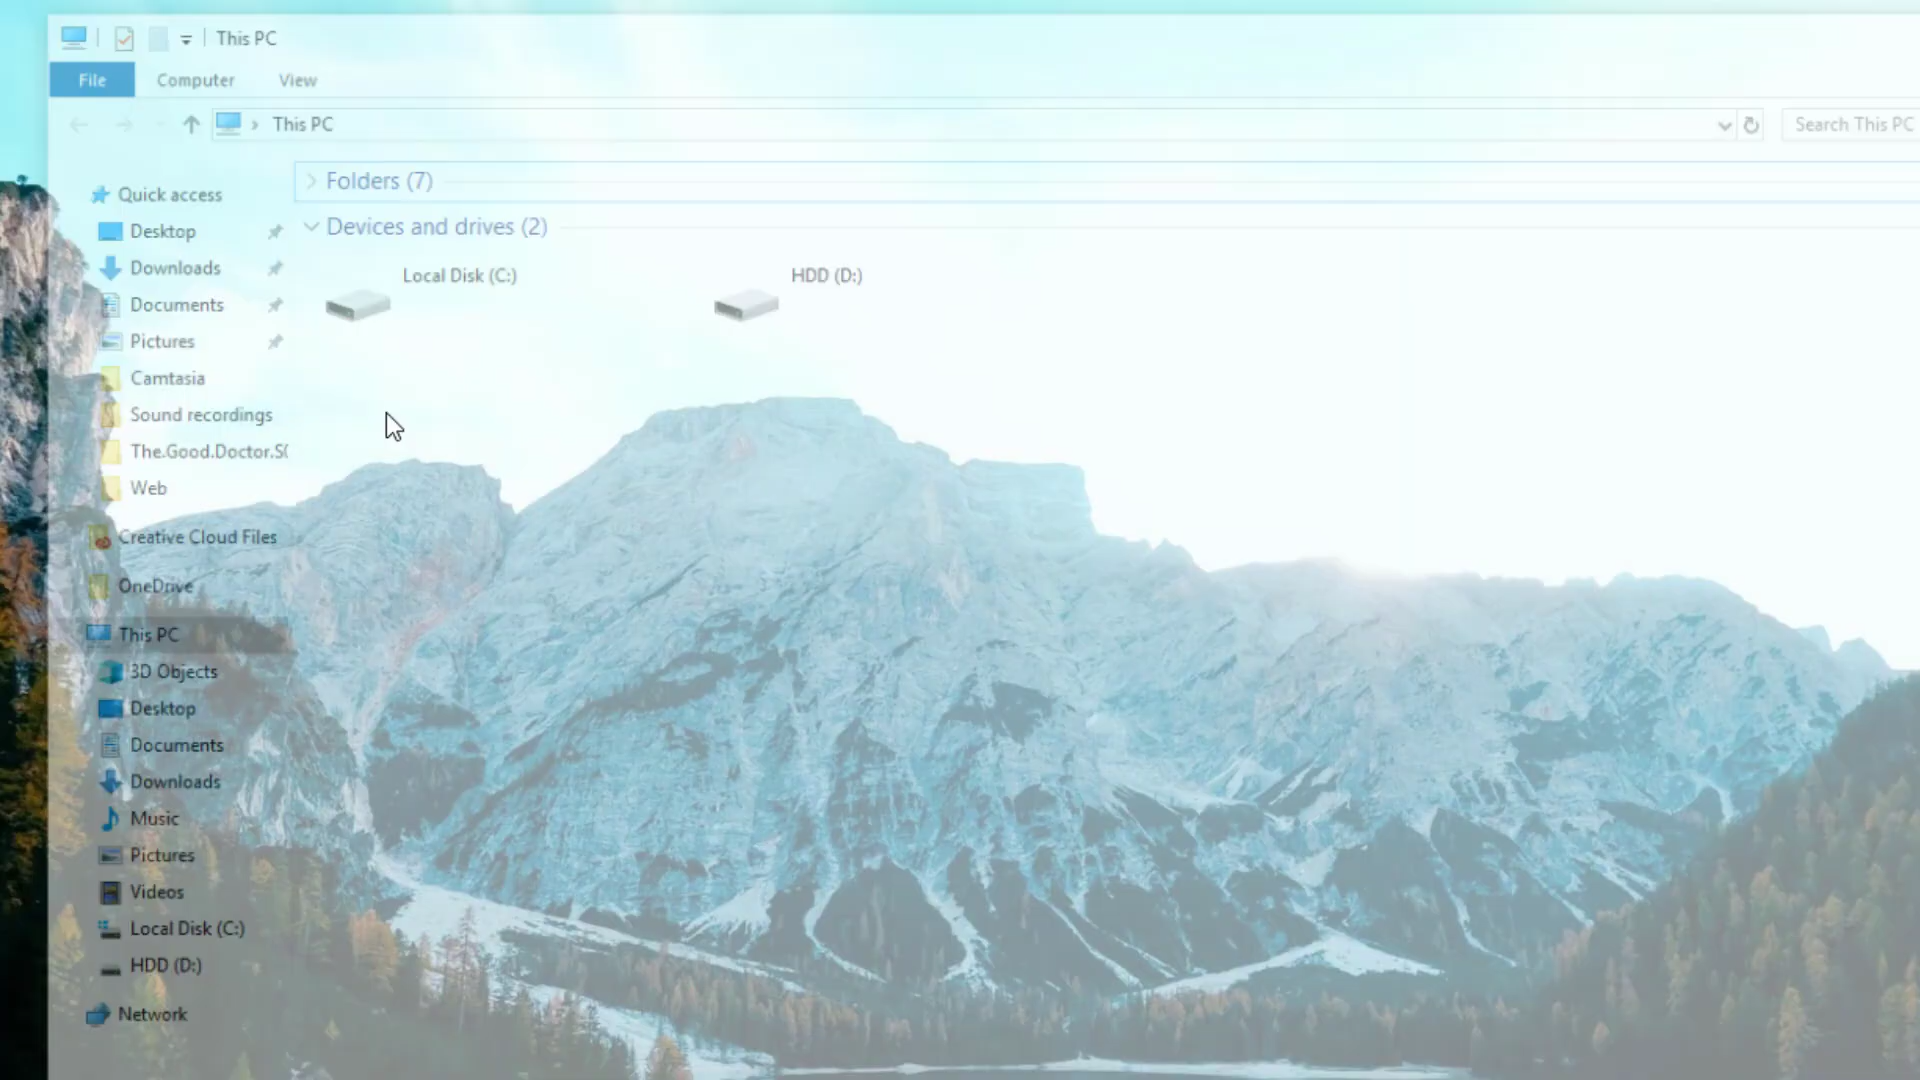 This PC
File Computer View
This PC
Search This PC
Quick access
Desktop
Downloads
Documents
Pictures
Camtasia
Sound recordings
The.Good.Doctor.S(
Web
Creative Cloud Files
OneDrive
This PC
3D Objects
Desktop
Documents
Downloads
Music
Pictures
Videos
Local Disk (C:)
HDD (D:)
Network
Folders (7)
Devices and drives (2)
Local Disk (C:)
HDD (D:)